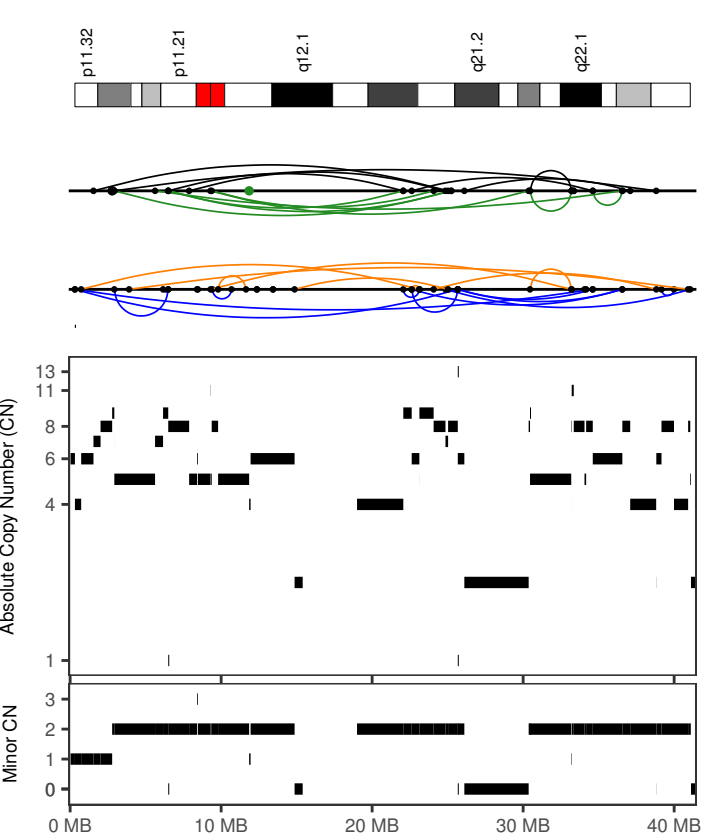 p11.32
p11.21
q12.1
q21.2
q22.1
Absolute Copy Number (CN)
13
11
8
6
4
1
Minor CN
3
2
1
0
0 MB
10 MB
20 MB
30 MB
40 MB